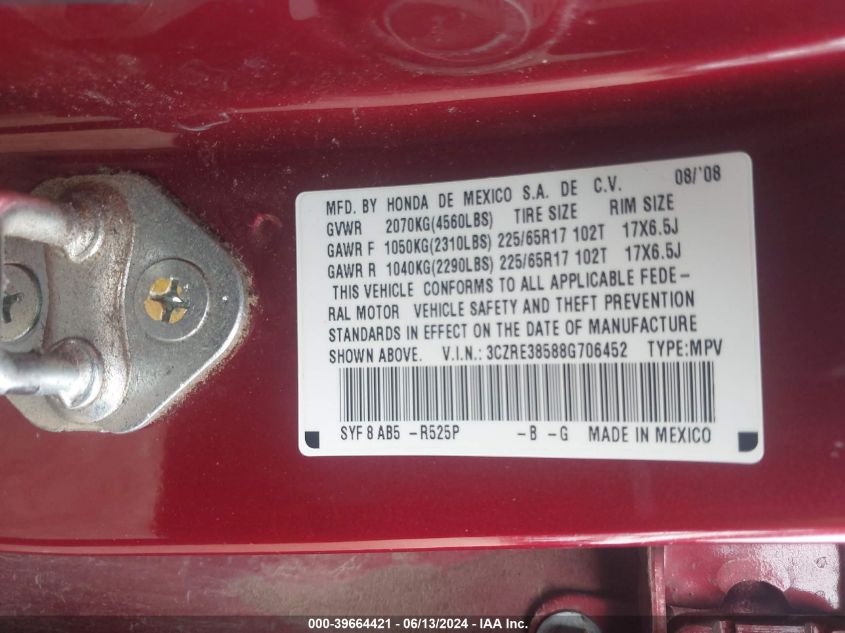 MFD. BY HONDA DE MEXICO S.A. DE C.V. 08/'08
GVWR 2070KG(4560LBS) TIRE SIZE RIM SIZE
GAWR F 1050KG(2310LBS) 225/65R17 102T 17X6.5J
GAWR R 1040KG(2290LBS) 225/65R17 102T 17X6.5J
THIS VEHICLE CONFORMS TO ALL APPLICABLE FEDE-
RAL MOTOR VEHICLE SAFETY AND THEFT PREVENTION
STANDARDS IN EFFECT ON THE DATE OF MANUFACTURE
SHOWN ABOVE. V.I.N.: 3CZRE38588G706452 TYPE:MPV
SYF 8 AB5 -R525P -B -G MADE IN MEXICO
000-39664421 - 06/13/2024 - IAA Inc.